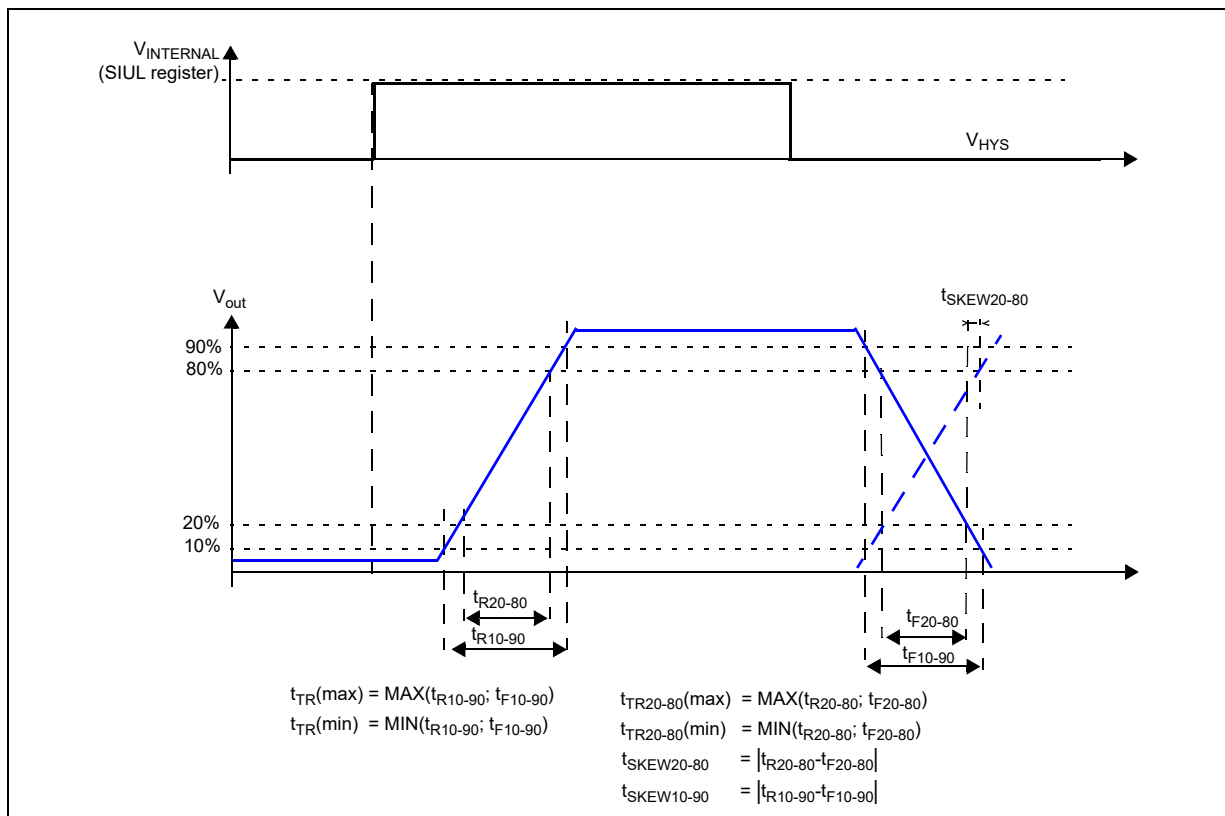 VINTERNAL
(SIUL register)
VHYS
Vout
tSKEW20-80
90%
80%
20%
10%
tR20-80
tR10-90
tF20-80
tF10-90
tTR(max) = MAX(tR10-90; tF10-90)
tTR(min) = MIN(tR10-90; tF10-90)
tTR20-80(max) = MAX(tR20-80; tF20-80)
tTR20-80(min) = MIN(tR20-80; tF20-80)
tSKEW20-80 = |tR20-80-tF20-80|
tSKEW10-90 = |tR10-90-tF10-90|